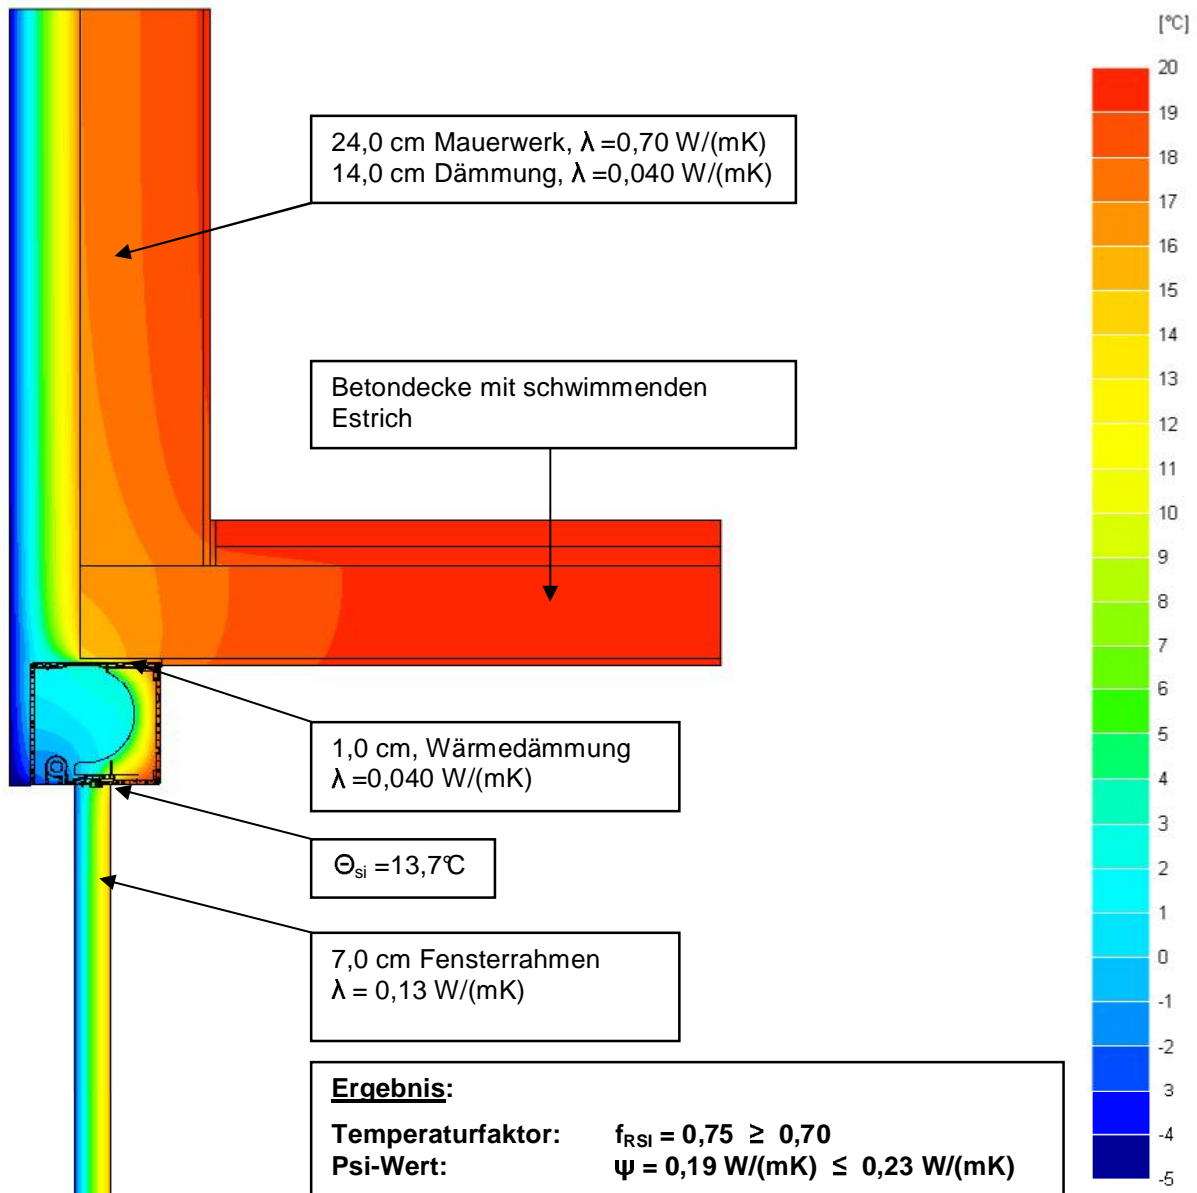 [°C]
24,0 cm Mauerwerk, λ =0,70 W/(mK)
14,0 cm Dämmung, λ =0,040 W/(mK)
Betondecke mit schwimmenden
Estrich
1,0 cm, Wärmedämmung
λ =0,040 W/(mK)
Θsi =13,7°C
7,0 cm Fensterrahmen
λ = 0,13 W/(mK)
Ergebnis:
Temperaturfaktor: fRSI = 0,75 ≥ 0,70
Psi-Wert: ψ = 0,19 W/(mK) ≤ 0,23 W/(mK)
20
19
18
17
16
15
14
13
12
11
10
9
8
7
6
5
4
3
2
1
0
-1
-2
3
-4
-5